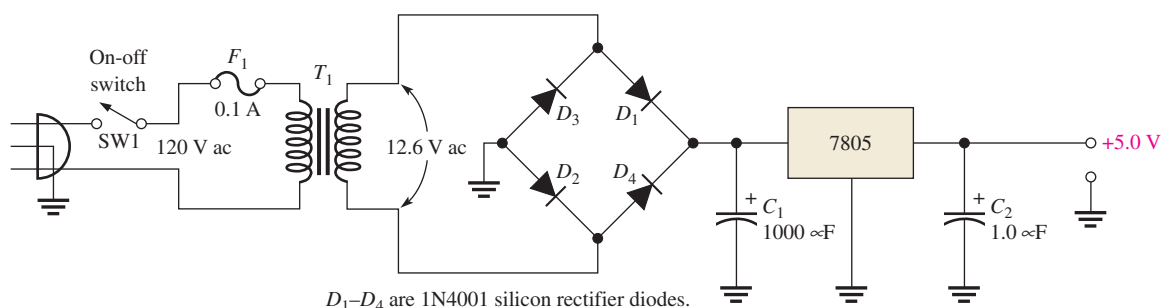 On-off
switch
F1
T1
0.1 A
SW1
120 V ac
12.6 V ac
D3
D1
D2
D4
7805
+5.0 V
+ C1
1000 ∝F
+ C2
1.0 ∝F
D1–D4 are 1N4001 silicon rectifier diodes.